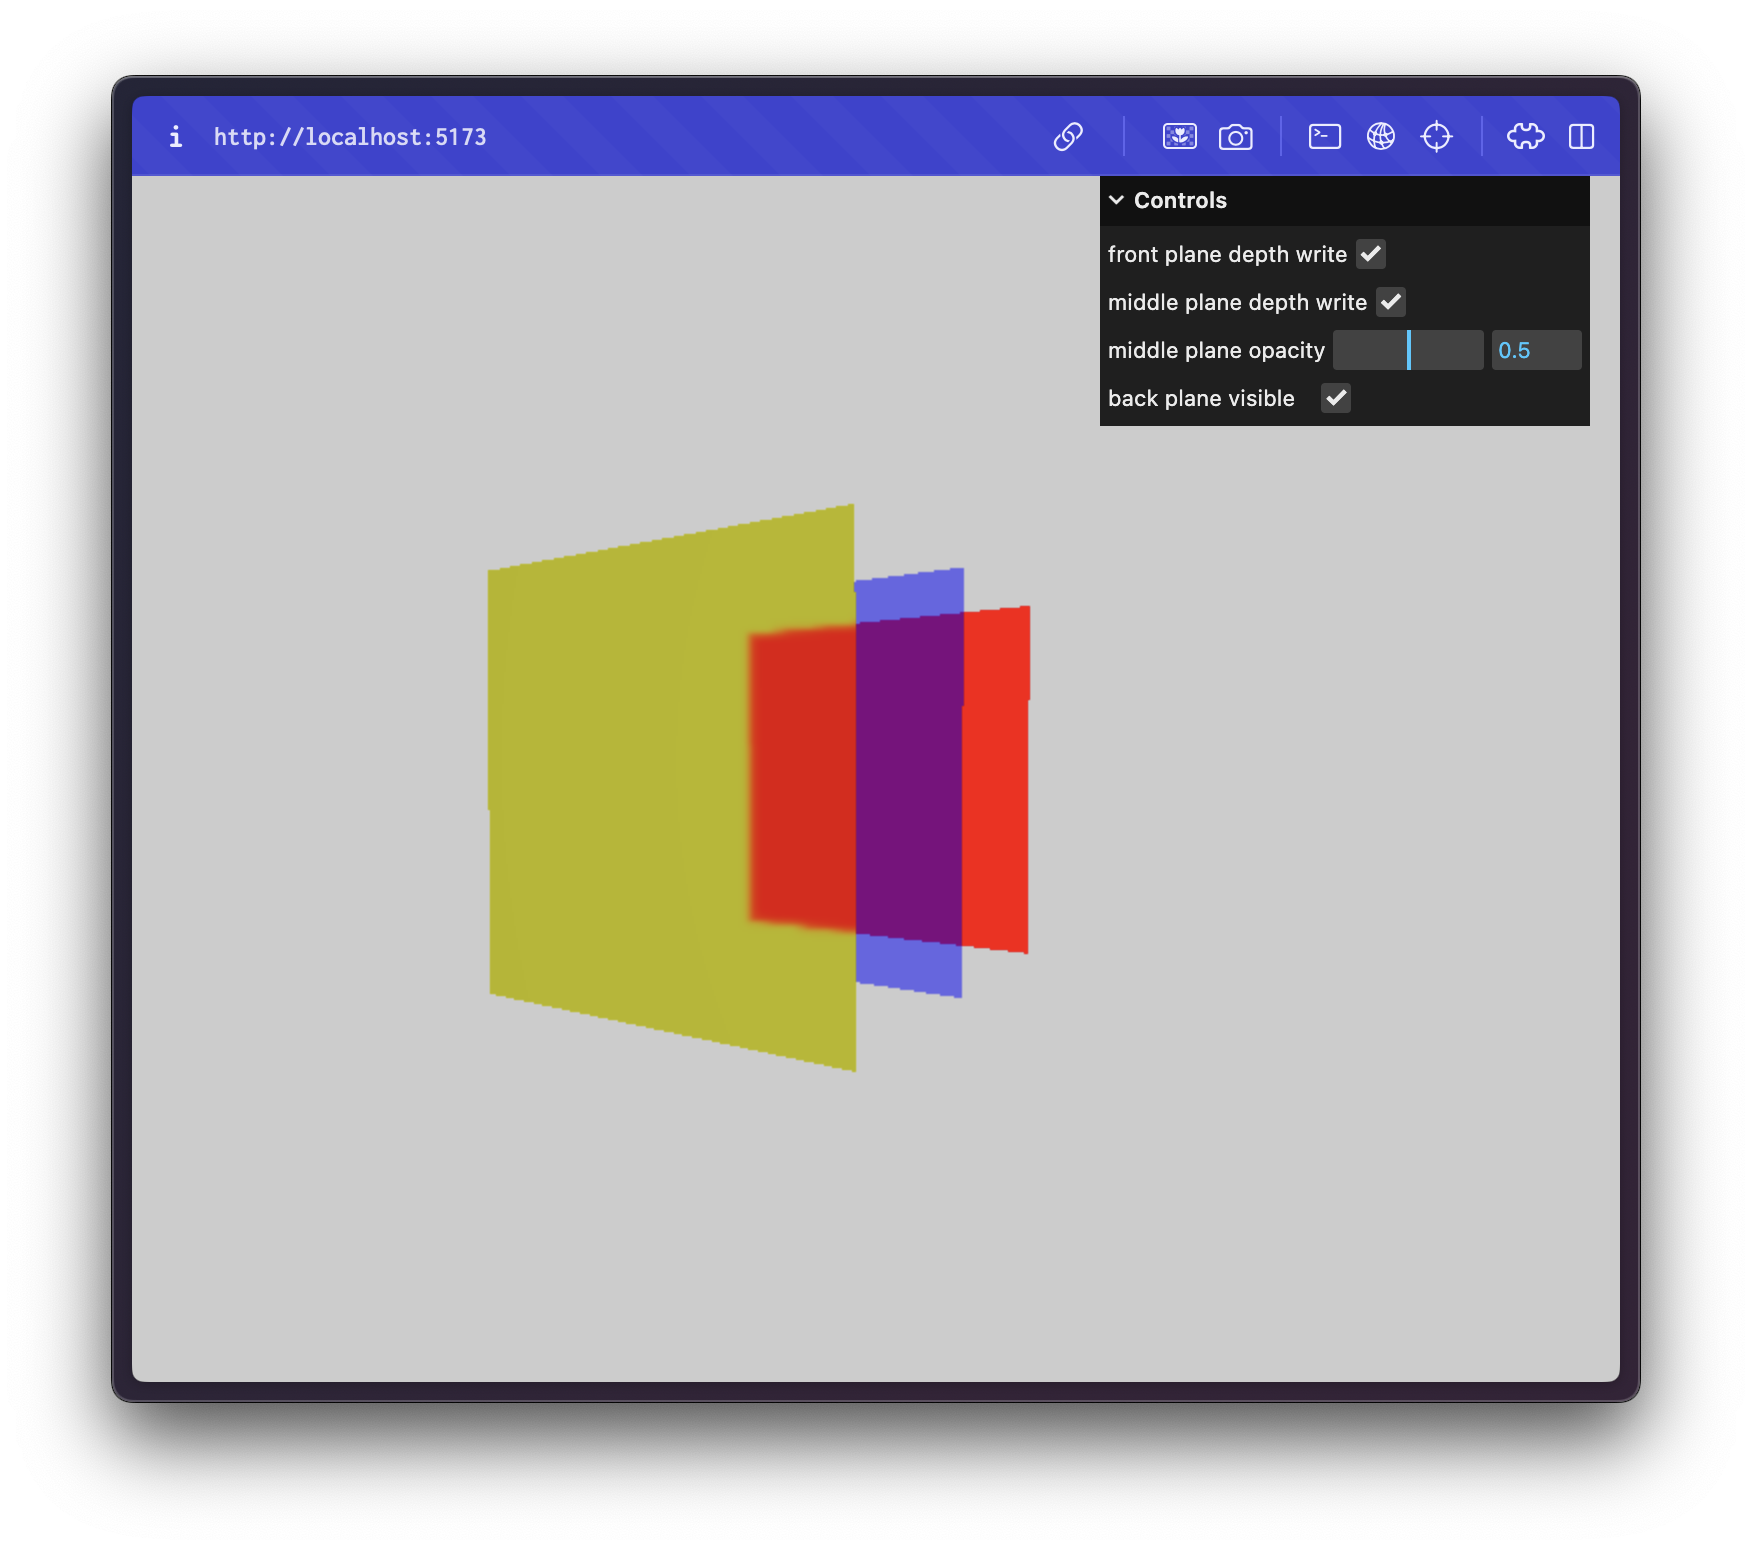 http://localhost:5173
Controls
front plane depth write
middle plane depth write
middle plane opacity 0.5
back plane visible